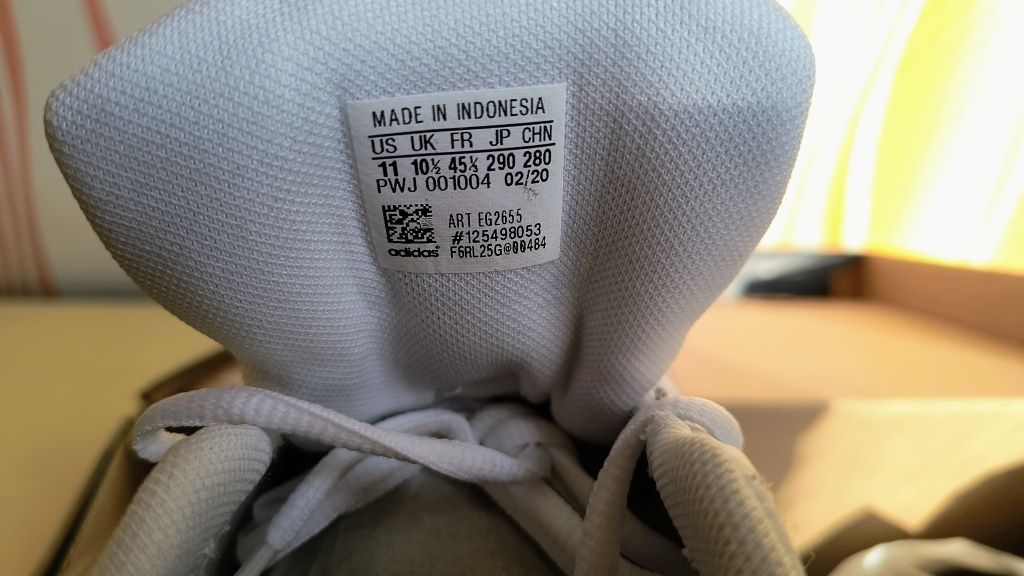 MADE IN INDONESIA
US UK FR JP CHN
11 10½ 45⅓ 290 280
PWJ 001004 02/20
ART EG2655
#125498053
adidas F6RL25G@00484